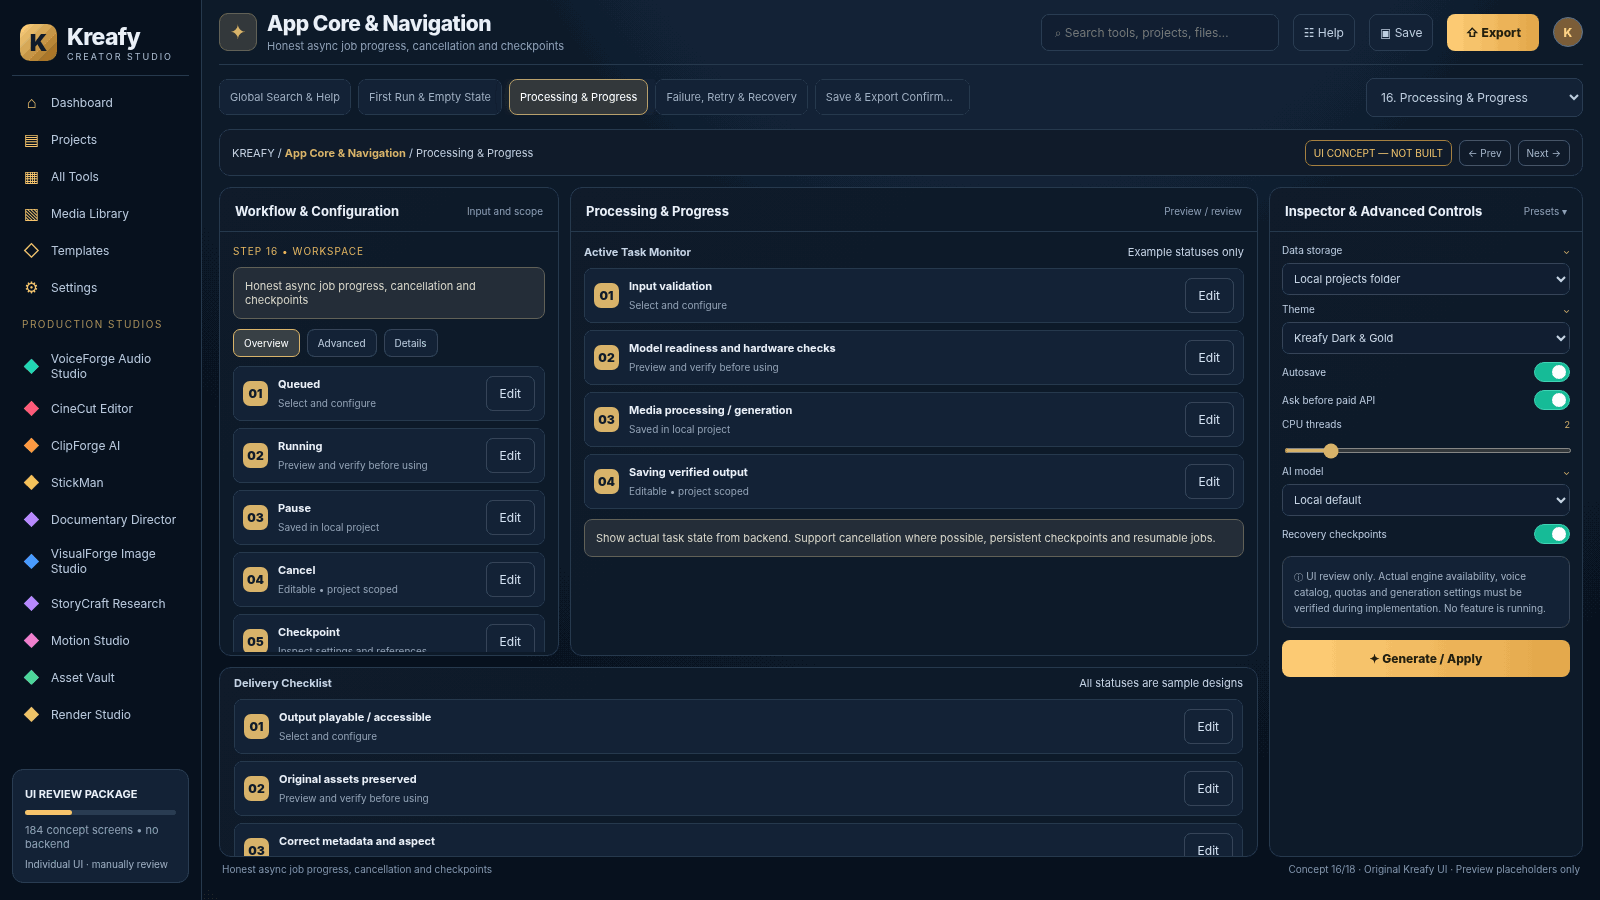 K
Kreafy
CREATOR STUDIO
Dashboard
Projects
All Tools
Media Library
Templates
Settings
PRODUCTION STUDIOS
VoiceForge Audio
Studio
CineCut Editor
ClipForge AI
StickMan
Documentary Director
VisualForge Image
Studio
StoryCraft Research
Motion Studio
Asset Vault
Render Studio
UI REVIEW PACKAGE
184 concept screens • no
backend
Individual UI · manually review
App Core & Navigation
Honest async job progress, cancellation and checkpoints
Search tools, projects, files...
Help
Save
Export
K
Global Search & Help
First Run & Empty State
Processing & Progress
Failure, Retry & Recovery
Save & Export Confirm...
16. Processing & Progress
KREAFY / App Core & Navigation / Processing & Progress
UI CONCEPT — NOT BUILT
← Prev
Next →
Workflow & Configuration
Input and scope
STEP 16 • WORKSPACE
Honest async job progress, cancellation and
checkpoints
Overview
Advanced
Details
01
Queued
Select and configure
Edit
02
Running
Preview and verify before using
Edit
03
Pause
Saved in local project
Edit
04
Cancel
Editable • project scoped
Edit
05
Checkpoint
Inspect settings and references
Edit
Processing & Progress
Preview / review
Active Task Monitor
Example statuses only
01
Input validation
Select and configure
Edit
02
Model readiness and hardware checks
Preview and verify before using
Edit
03
Media processing / generation
Saved in local project
Edit
04
Saving verified output
Editable • project scoped
Edit
Show actual task state from backend. Support cancellation where possible, persistent checkpoints and resumable jobs.
Delivery Checklist
All statuses are sample designs
01
Output playable / accessible
Select and configure
Edit
02
Original assets preserved
Preview and verify before using
Edit
03
Correct metadata and aspect
Edit
Inspector & Advanced Controls
Presets ▾
Data storage
Local projects folder
Theme
Kreafy Dark & Gold
Autosave
Ask before paid API
CPU threads
2
AI model
Local default
Recovery checkpoints
ⓘ UI review only. Actual engine availability, voice
catalog, quotas and generation settings must be
verified during implementation. No feature is running.
✦ Generate / Apply
Honest async job progress, cancellation and checkpoints
Concept 16/18 · Original Kreafy UI · Preview placeholders only